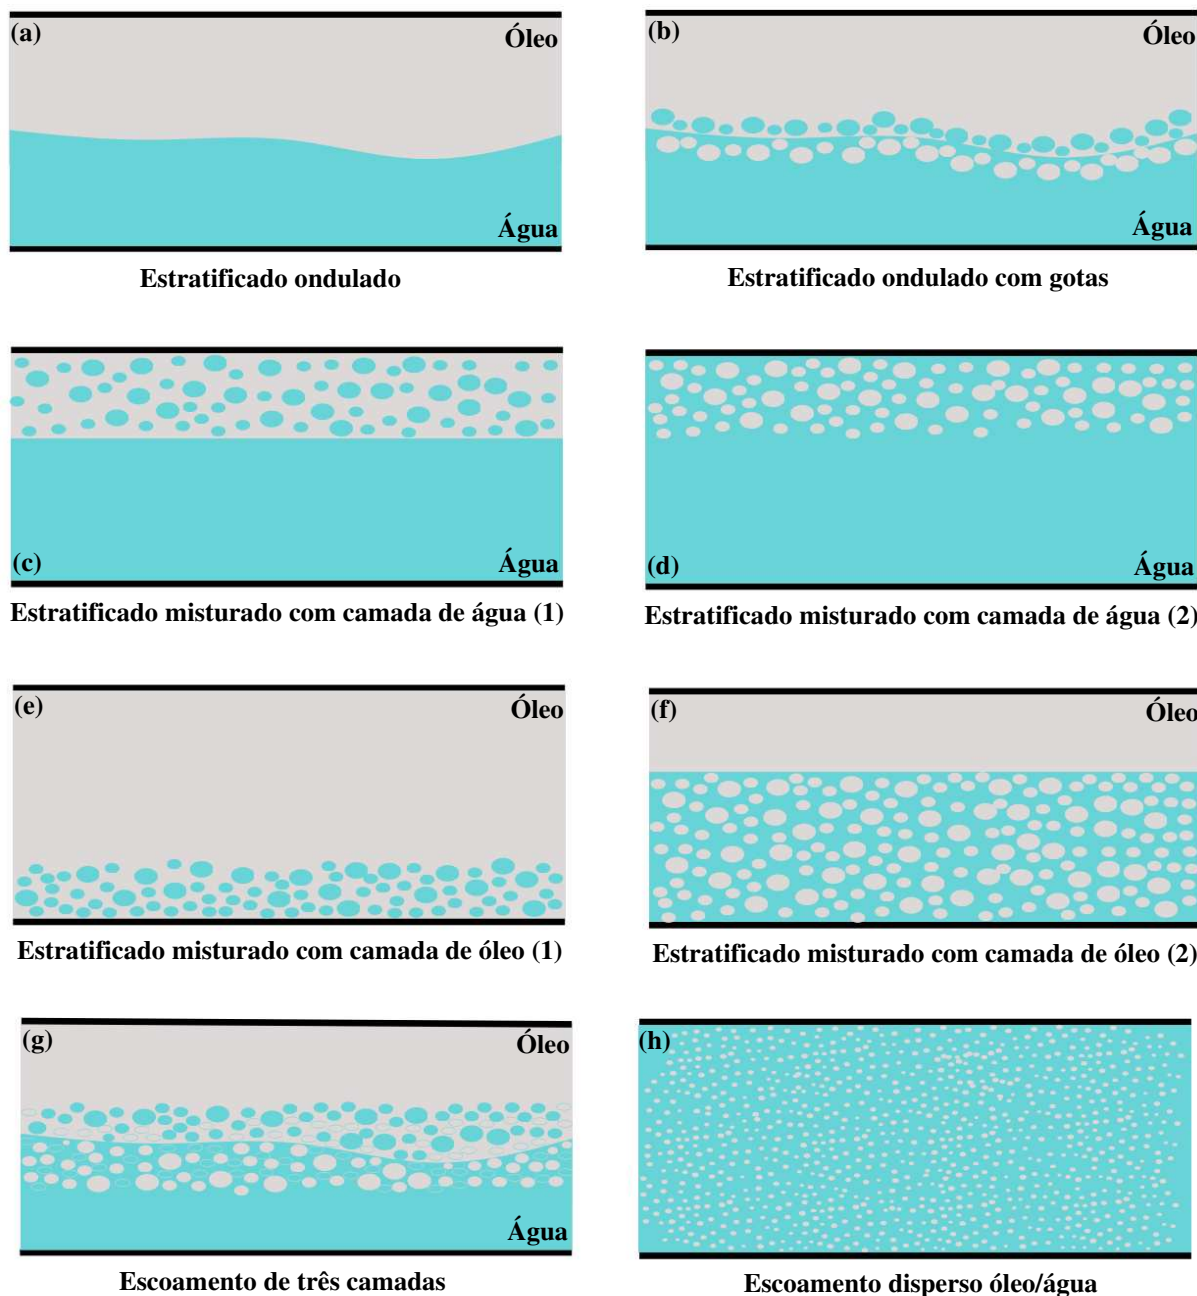 (a)
Óleo
Água
Estratificado ondulado
(b)
Óleo
Água
Estratificado ondulado com gotas
(c)
Água
Estratificado misturado com camada de água (1)
(d)
Água
Estratificado misturado com camada de água (2)
(e)
Óleo
Estratificado misturado com camada de óleo (1)
(f)
Óleo
Estratificado misturado com camada de óleo (2)
(g)
Óleo
Água
Escoamento de três camadas
(h)
Escoamento disperso óleo/água